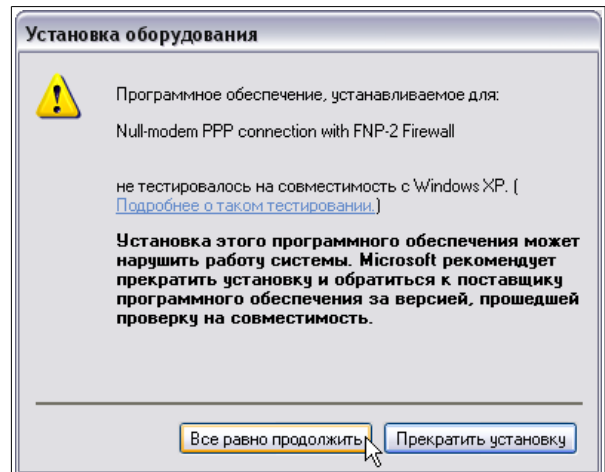 Установка оборудования
Программное обеспечение, устанавливаемое для:
Null-modem PPP connection with FNP-2 Firewall
не тестировалось на совместимость с Windows XP. (
Подробнее о таком тестировании.)
Установка этого программного обеспечения может
нарушить работу системы. Microsoft рекомендует
прекратить установку и обратиться к поставщику
программного обеспечения за версией, прошедшей
проверку на совместимость.
Все равно продолжить
Прекратить установку